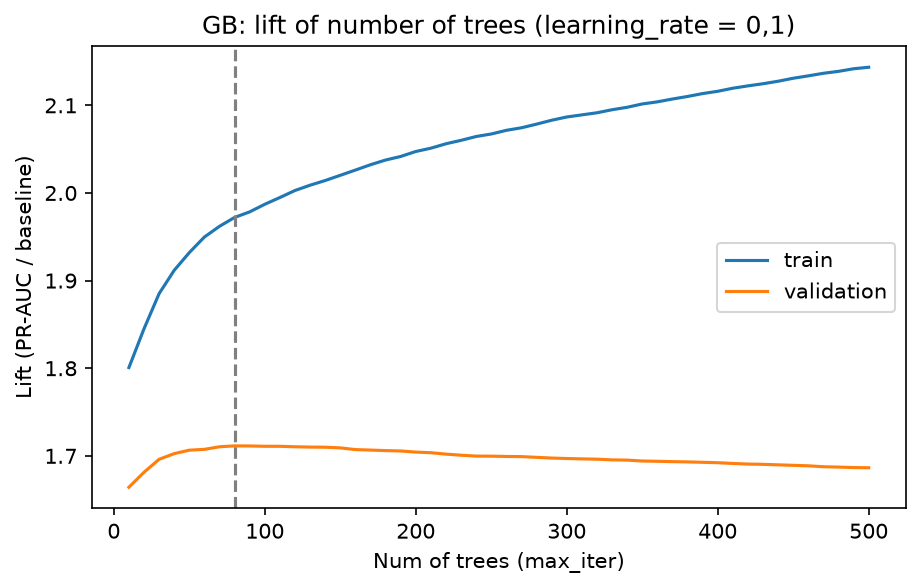 GB: lift of number of trees (learning_rate = 0,1)
Lift (PR-AUC / baseline)
2.1
2.0
1.9
1.8
1.7
train
validation
0
100
200
300
400
500
Num of trees (max_iter)